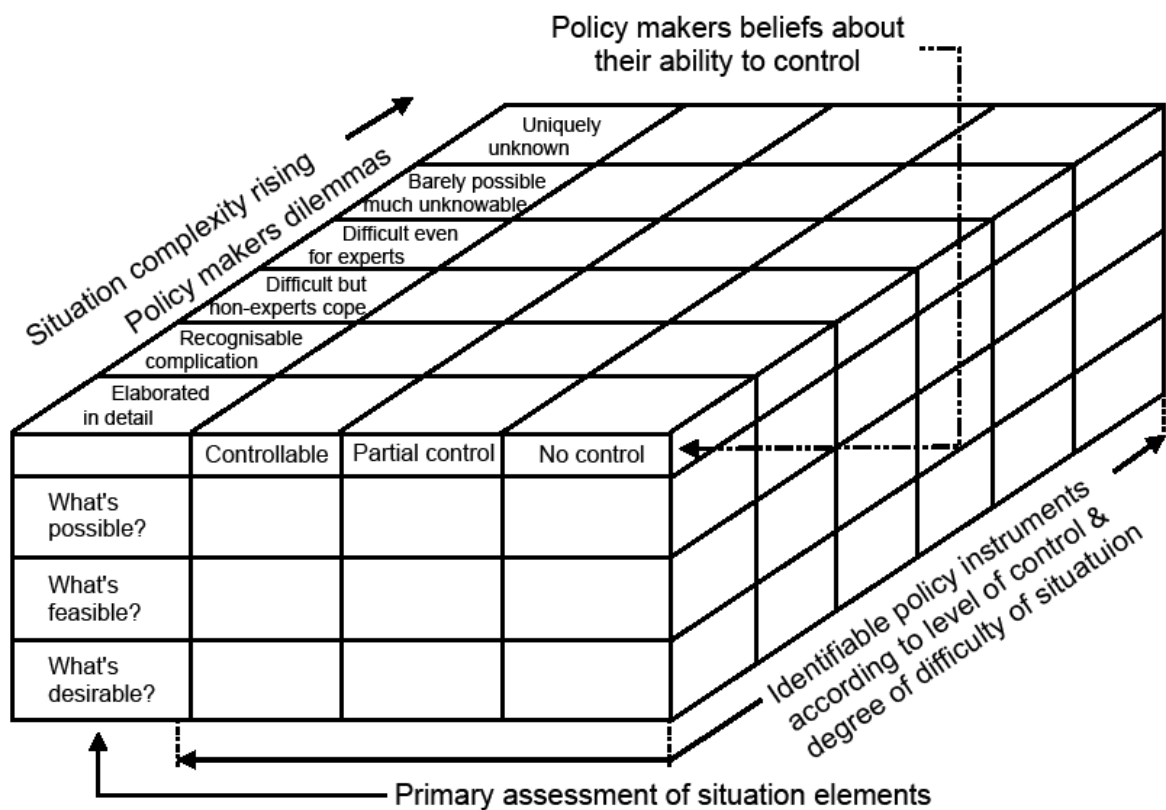 Policy makers beliefs about
their ability to control
Situation complexity rising
Policy makers dilemmas
Uniquely
unknown
Barely possible
much unknowable
Difficult even
for experts
Difficult but
non-experts cope
Recognisable
complication
Elaborated
in detail
Controllable
Partial control
No control
What's
possible?
What's
feasible?
What's
desirable?
Identifiable policy instruments
according to level of control &
degree of difficulty of situatuion
Primary assessment of situation elements